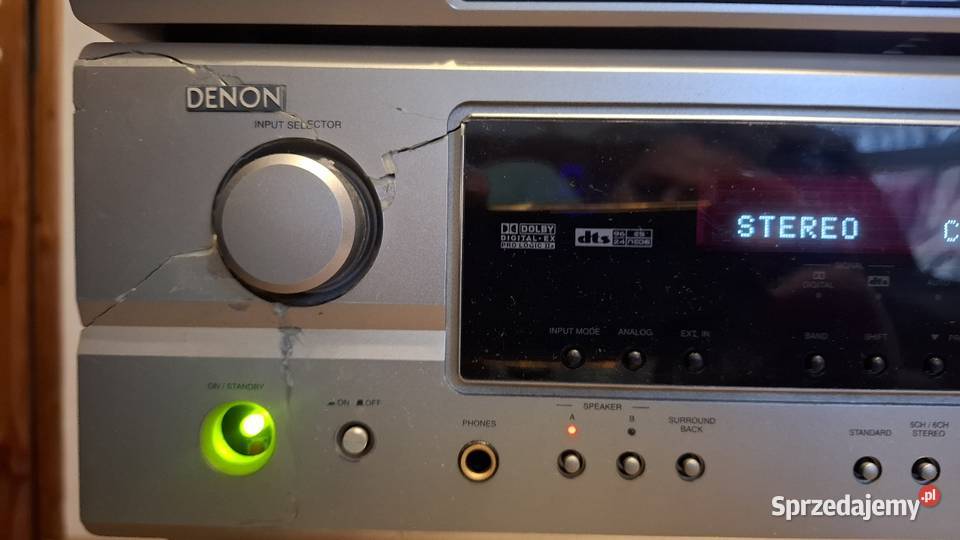 DENON
INPUT SELECTOR
DOLBY
DIGITAL·EX
PRO LOGIC IIx
dts 96 24 ES NEO:6
STEREO C
SIGNAL
DIGITAL dts
INPUT MODE ANALOG EXT. IN BAND SHIFT
ON / STANDBY
ON OFF
PHONES
SPEAKER
A B
SURROUND BACK
STANDARD
5CH / 6CH STEREO
Sprzedajemy.pl